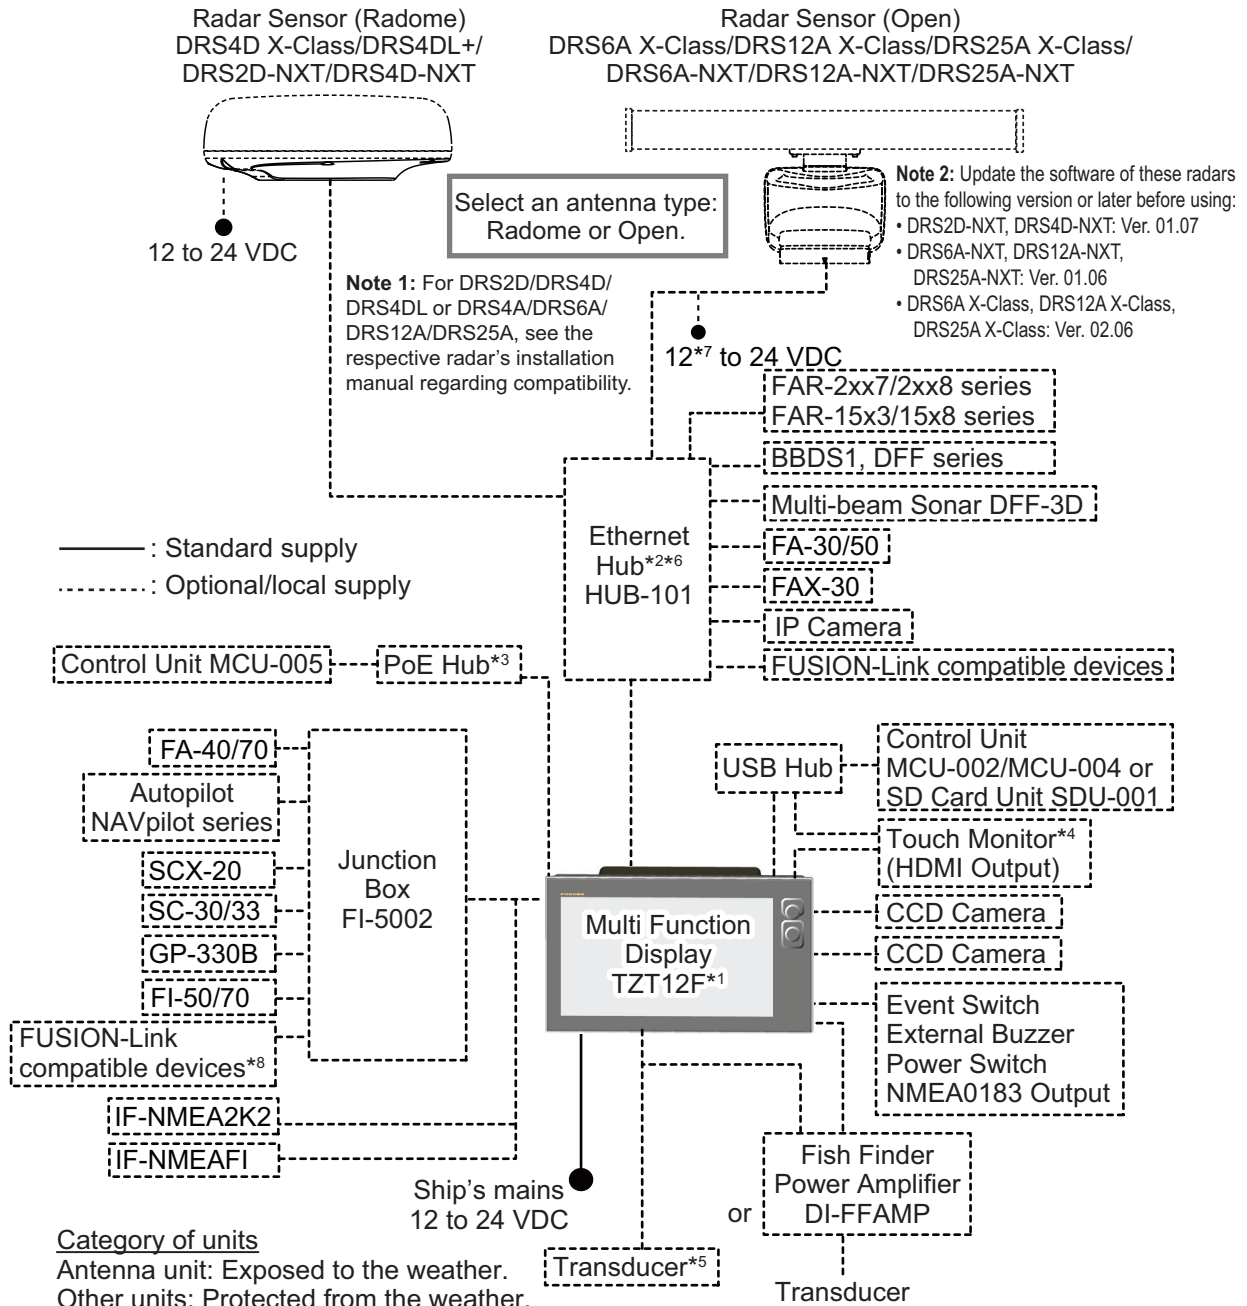 Radar Sensor (Radome)
DRS4D X-Class/DRS4DL+/
DRS2D-NXT/DRS4D-NXT
Radar Sensor (Open)
DRS6A X-Class/DRS12A X-Class/DRS25A X-Class/
DRS6A-NXT/DRS12A-NXT/DRS25A-NXT
12 to 24 VDC
Select an antenna type:
Radome or Open.
Note 2: Update the software of these radars
to the following version or later before using:
• DRS2D-NXT, DRS4D-NXT: Ver. 01.07
• DRS6A-NXT, DRS12A-NXT,
DRS25A-NXT: Ver. 01.06
• DRS6A X-Class, DRS12A X-Class,
DRS25A X-Class: Ver. 02.06
Note 1: For DRS2D/DRS4D/
DRS4DL or DRS4A/DRS6A/
DRS12A/DRS25A, see the
respective radar's installation
manual regarding compatibility.
12*7 to 24 VDC
FAR-2xx7/2xx8 series
FAR-15x3/15x8 series
BBDS1, DFF series
Multi-beam Sonar DFF-3D
FA-30/50
FAX-30
IP Camera
FUSION-Link compatible devices
Ethernet
Hub*2*6
HUB-101
: Standard supply
: Optional/local supply
Control Unit MCU-005
PoE Hub*3
FA-40/70
Autopilot
NAVpilot series
SCX-20
SC-30/33
GP-330B
FI-50/70
FUSION-Link
compatible devices*8
IF-NMEA2K2
IF-NMEAFI
Junction
Box
FI-5002
USB Hub
Control Unit
MCU-002/MCU-004 or
SD Card Unit SDU-001
Touch Monitor*4
(HDMI Output)
CCD Camera
CCD Camera
Event Switch
External Buzzer
Power Switch
NMEA0183 Output
FURUNO
Multi Function
Display
TZT12F*1
Ship's mains
12 to 24 VDC
Transducer*5
or
Fish Finder
Power Amplifier
DI-FFAMP
Transducer
Category of units
Antenna unit: Exposed to the weather.
Other units: Protected from the weather.